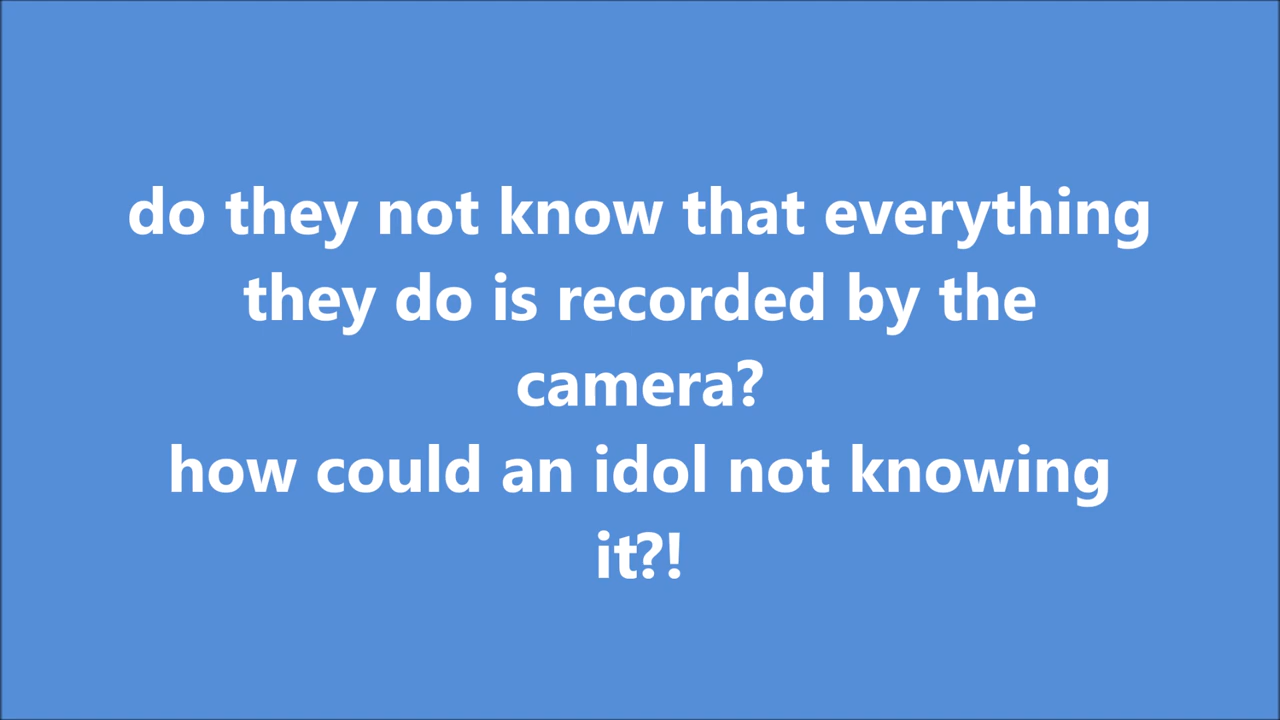 do they not know that everything
they do is recorded by the
camera?
how could an idol not knowing
it?!